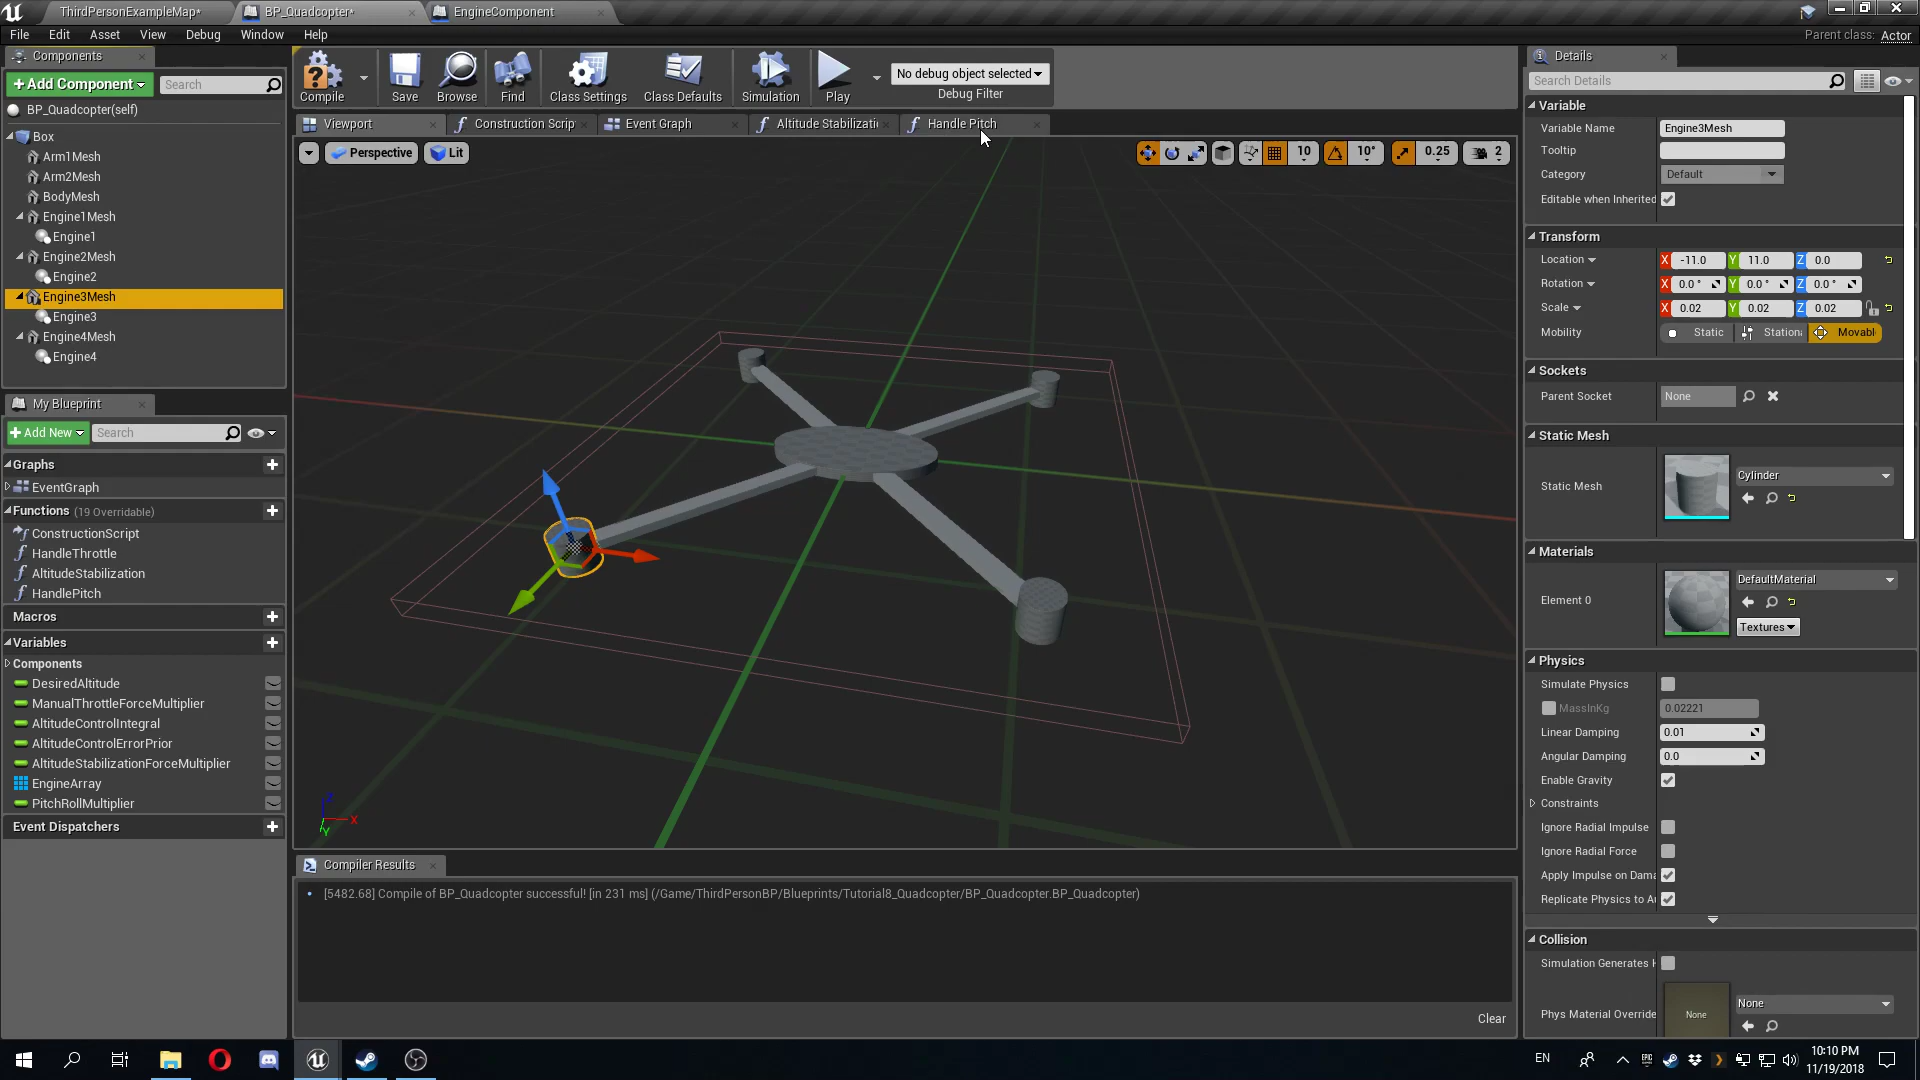 ThirdPersonExampleMap*
BP_Quadcopter*
EngineComponent
File Edit Asset View Debug Window Help
Parent class: Actor
Components
+Add Component
Search
BP_Quadcopter(self)
Box
Arm1Mesh
Arm2Mesh
BodyMesh
Engine1Mesh
Engine1
Engine2Mesh
Engine2
Engine3Mesh
Engine3
Engine4Mesh
Engine4
My Blueprint
+Add New
Search
Graphs
EventGraph
Functions (19 Overridable)
ConstructionScript
HandleThrottle
AltitudeStabilization
HandlePitch
Macros
Variables
Components
DesiredAltitude
ManualThrottleForceMultiplier
AltitudeControlIntegral
AltitudeControlErrorPrior
AltitudeStabilizationForceMultiplier
EngineArray
PitchRollMultiplier
Event Dispatchers
Compile
Save
Browse
Find
Class Settings
Class Defaults
Simulation
Play
No debug object selected
Debug Filter
Viewport
Construction Scrip
Event Graph
Altitude Stabilizati
Handle Pitch
Perspective
Lit
10
10°
0.25
2
Z
X
Y
Compiler Results
[5482.68] Compile of BP_Quadcopter successful! [in 231 ms] (/Game/ThirdPersonBP/Blueprints/Tutorial8_Quadcopter/BP_Quadcopter.BP_Quadcopter)
Clear
Details
Search Details
Variable
Variable Name Engine3Mesh
Tooltip
Category Default
Editable when Inherited
Transform
Location X -11.0 Y 11.0 Z 0.0
Rotation X 0.0 ° Y 0.0 ° Z 0.0 °
Scale X 0.02 Y 0.02 Z 0.02
Mobility Static Station Movabl
Sockets
Parent Socket None
Static Mesh
Static Mesh Cylinder
Materials
Element 0 DefaultMaterial
Textures
Physics
Simulate Physics
MassInKg 0.02221
Linear Damping 0.01
Angular Damping 0.0
Enable Gravity
Constraints
Ignore Radial Impulse
Ignore Radial Force
Apply Impulse on Dama
Replicate Physics to Au
Collision
Simulation Generates H
Phys Material Override None None
EN
10:10 PM
11/19/2018